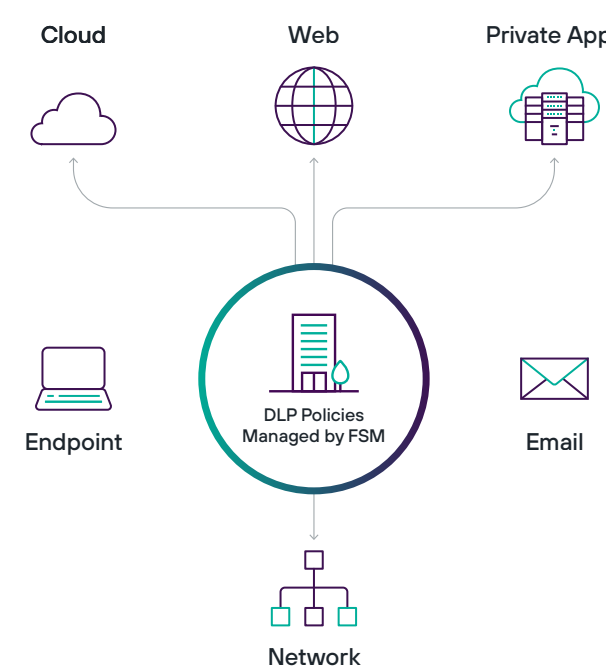 Cloud
Web
Private App
DLP Policies
Managed by FSM
Endpoint
Email
Network